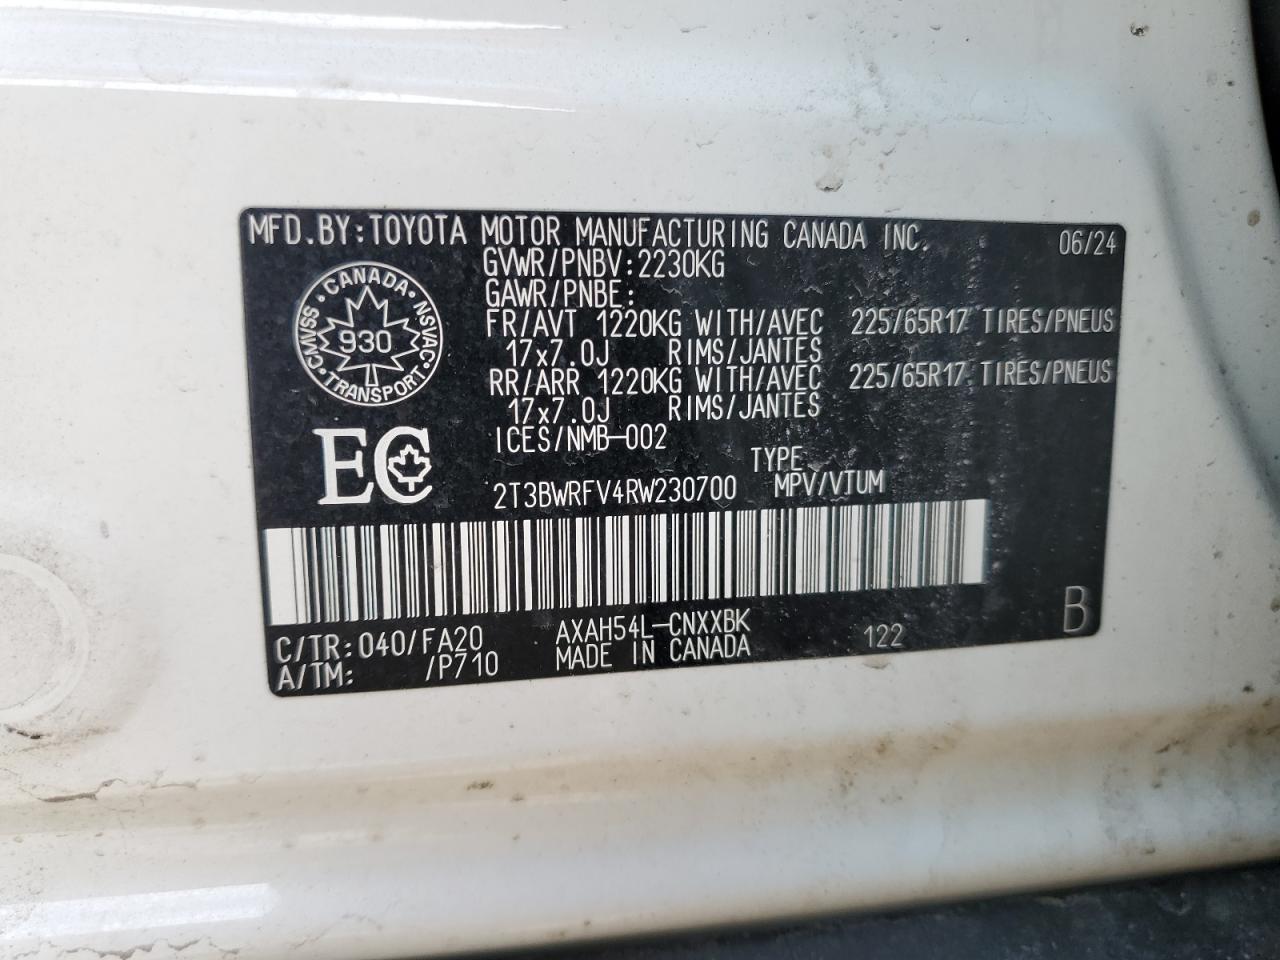 MFD.BY:TOYOTA MOTOR MANUFACTURING CANADA INC. 06/24
GVWR/PNBV:2230KG
GAWR/PNBE:
FR/AVT 1220KG WITH/AVEC 225/65R17 TIRES/PNEUS
17x7.0J RIMS/JANTES
RR/ARR 1220KG WITH/AVEC 225/65R17 TIRES/PNEUS
17x7.0J RIMS/JANTES
ICES/NMB-002
CANADA
CMVSS NSVAC
930
TRANSPORT
EC
TYPE
2T3BWRFV4RW230700 MPV/VTUM
C/TR:040/FA20 AXAH54L-CNXXBK 122 B
A/TM: /P710 MADE IN CANADA